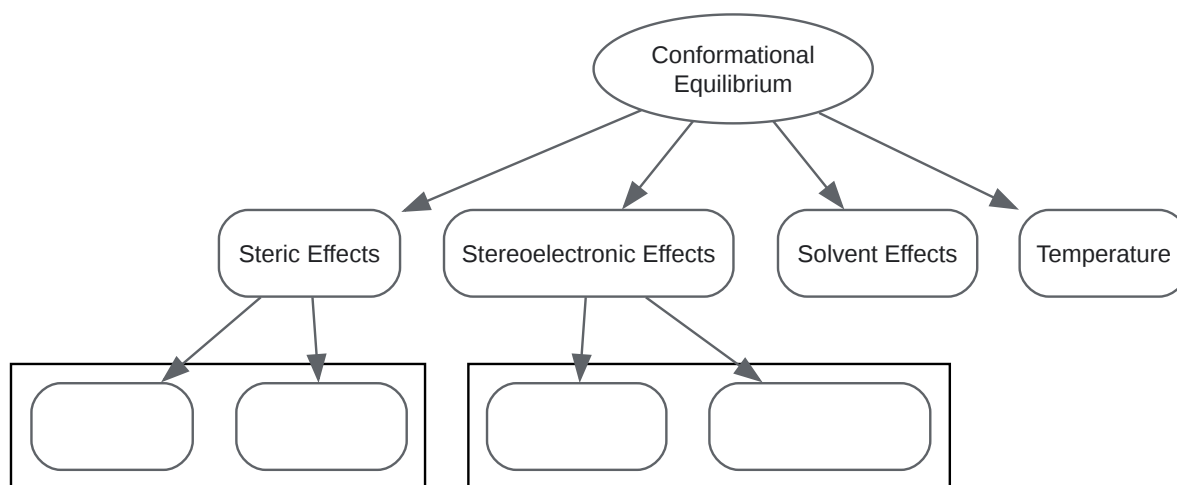 Conformational
Equilibrium
Steric Effects
Stereoelectronic Effects
Solvent Effects
Temperature